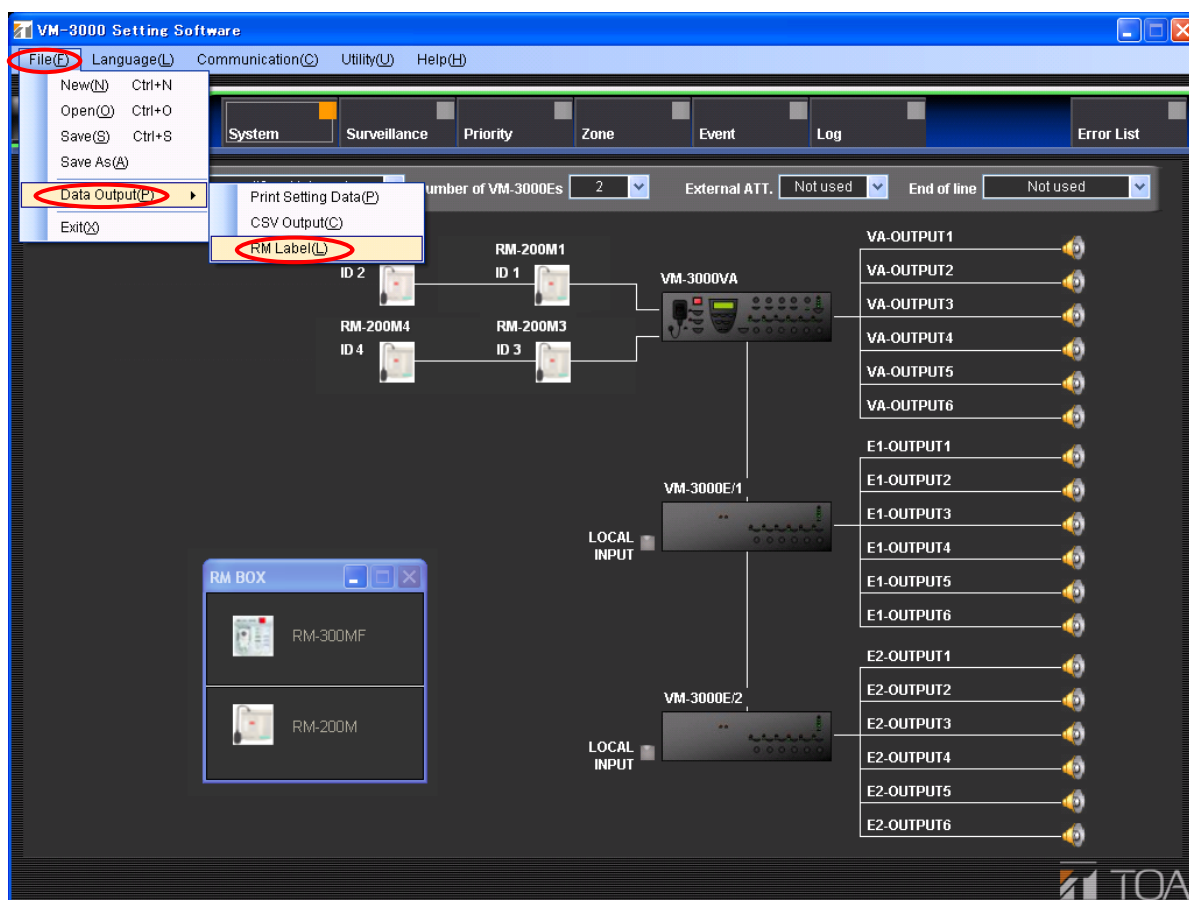 VM-3000 Setting Software
File(F) Language(L) Communication(C) Utility(U) Help(H)
New(N) Ctrl+N
Open(O) Ctrl+O
Save(S) Ctrl+S
Save As(A)
Data Output(P)
Exit(X)
Print Setting Data(P)
CSV Output(C)
RM Label(L)
System Surveillance Priority Zone Event Log Error List
of VM-3000Es 2 External ATT. Not used End of line Not used
RM-200M1
ID 2 ID 1
RM-200M4 RM-200M3
ID 4 ID 3
VM-3000VA
VA-OUTPUT1
VA-OUTPUT2
VA-OUTPUT3
VA-OUTPUT4
VA-OUTPUT5
VA-OUTPUT6
VM-3000E/1
LOCAL
INPUT
E1-OUTPUT1
E1-OUTPUT2
E1-OUTPUT3
E1-OUTPUT4
E1-OUTPUT5
E1-OUTPUT6
RM BOX
RM-300MF
RM-200M
VM-3000E/2
LOCAL
INPUT
E2-OUTPUT1
E2-OUTPUT2
E2-OUTPUT3
E2-OUTPUT4
E2-OUTPUT5
E2-OUTPUT6
TOA